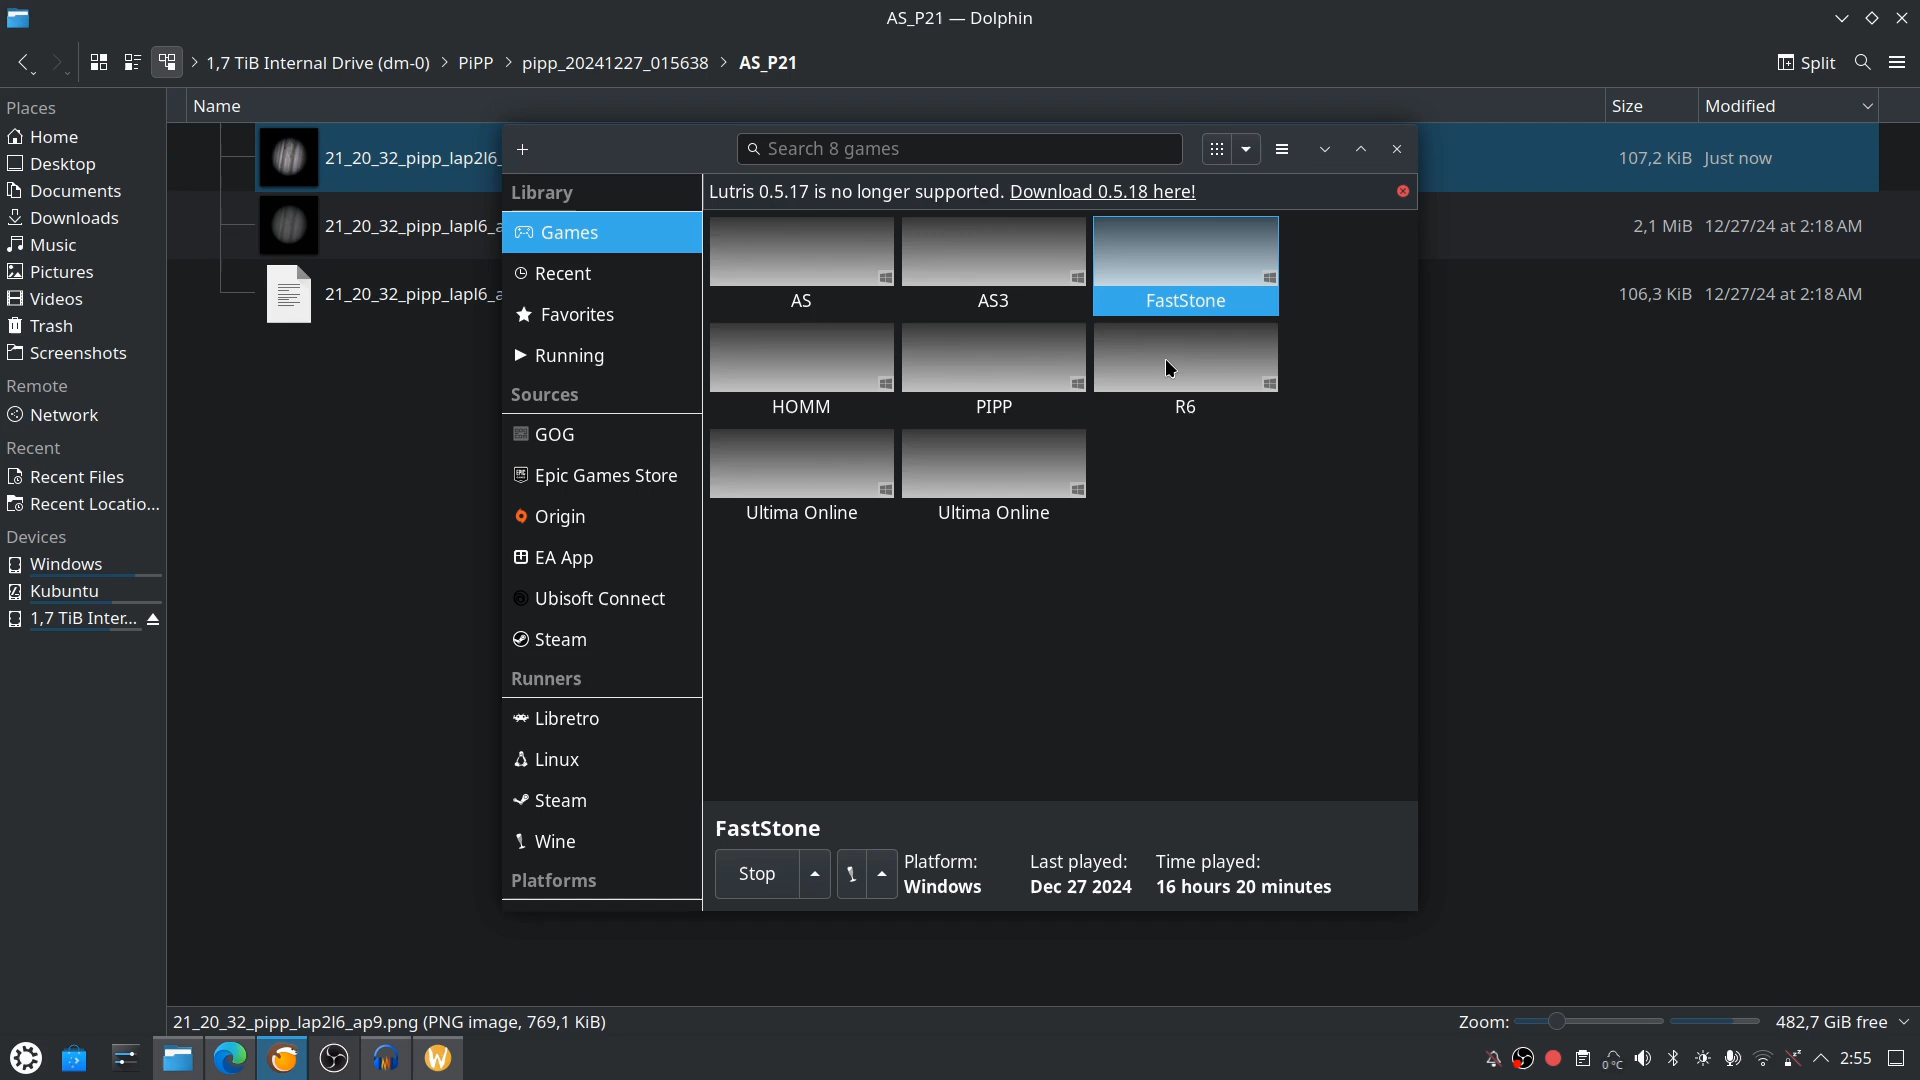 AS_P21 — Dolphin
1,7 TiB Internal Drive (dm-0) > PiPP > pipp_20241227_015638 > AS_P21
Split
Places
Home
Desktop
Documents
Downloads
Music
Pictures
Videos
Trash
Screenshots
Remote
Network
Recent
Recent Files
Recent Locatio...
Devices
Windows
Kubuntu
1,7 TiB Inter...
Name
Size
Modified
21_20_32_pipp_lap2l6_
107,2 KiB Just now
21_20_32_pipp_lapl6_a
2,1 MiB 12/27/24 at 2:18 AM
21_20_32_pipp_lapl6_a
106,3 KiB 12/27/24 at 2:18 AM
Search 8 games
Library
Games
Recent
Favorites
Running
Sources
GOG
Epic Games Store
Origin
EA App
Ubisoft Connect
Steam
Runners
Libretro
Linux
Steam
Wine
Platforms
Lutris 0.5.17 is no longer supported. Download 0.5.18 here!
AS
AS3
FastStone
HOMM
PIPP
R6
Ultima Online
Ultima Online
FastStone
Stop
Platform:
Windows
Last played:
Dec 27 2024
Time played:
16 hours 20 minutes
21_20_32_pipp_lap2l6_ap9.png (PNG image, 769,1 KiB)
Zoom:
482,7 GiB free
0°C
2:55